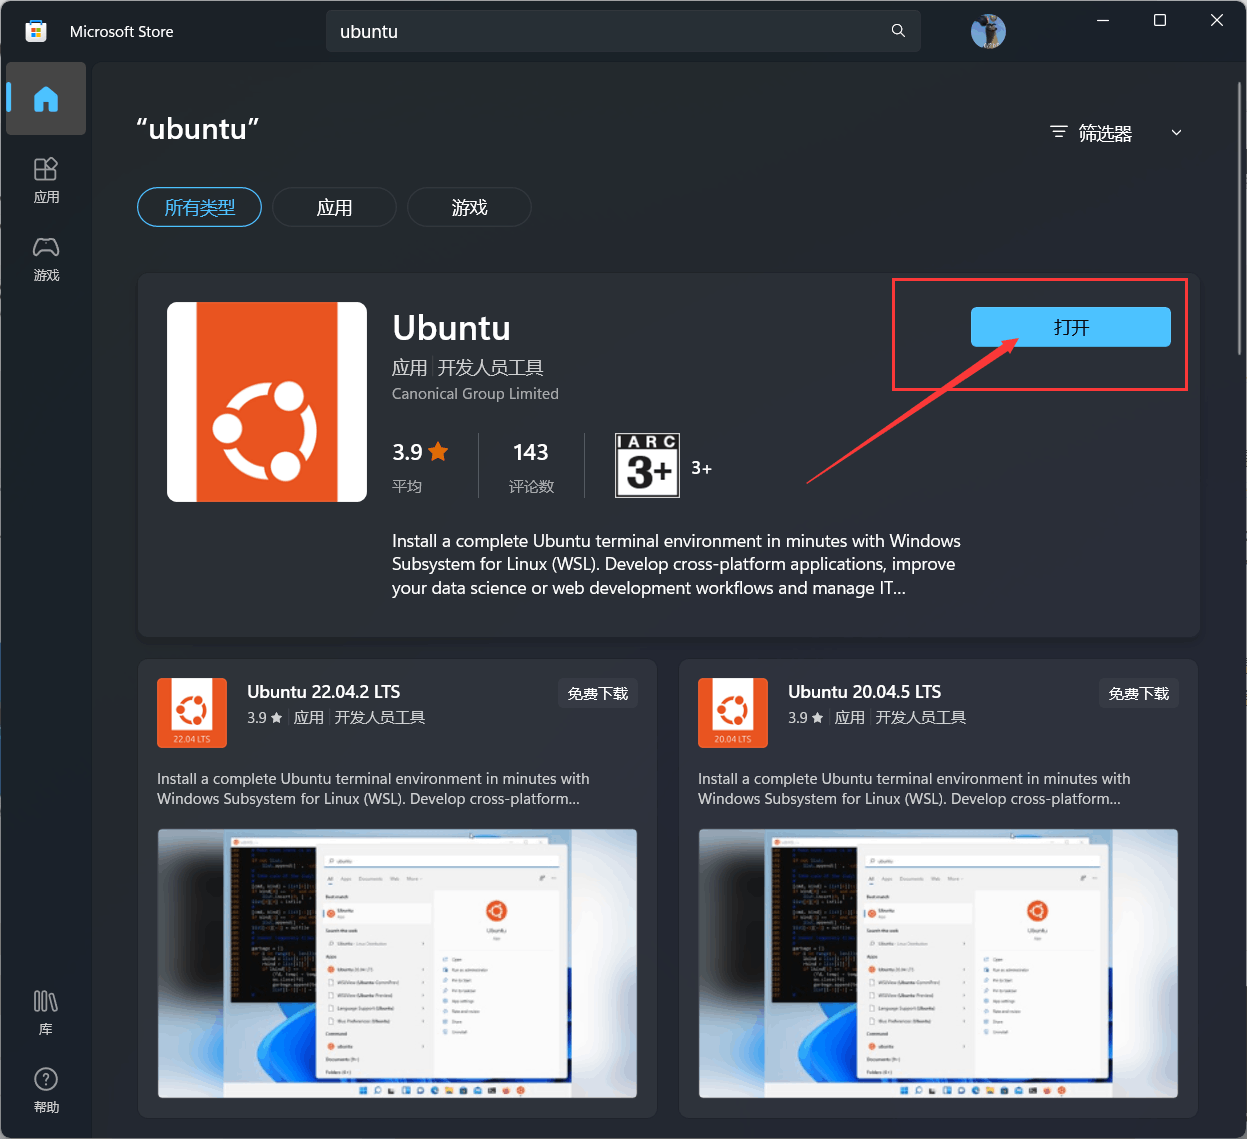 Microsoft Store
ubuntu
应用
游戏
库
帮助
“ubuntu”
筛选器
所有类型
应用
游戏
Ubuntu
应用 开发人员工具
Canonical Group Limited
3.9
平均
143
评论数
IARC
3+
3+
打开
Install a complete Ubuntu terminal environment in minutes with Windows
Subsystem for Linux (WSL). Develop cross-platform applications, improve
your data science or web development workflows and manage IT...
22.04 LTS
Ubuntu 22.04.2 LTS
3.9 ★ 应用 开发人员工具
免费下载
Install a complete Ubuntu terminal environment in minutes with
Windows Subsystem for Linux (WSL). Develop cross-platform...
20.04 LTS
Ubuntu 20.04.5 LTS
3.9 ★ 应用 开发人员工具
免费下载
Install a complete Ubuntu terminal environment in minutes with
Windows Subsystem for Linux (WSL). Develop cross-platform...